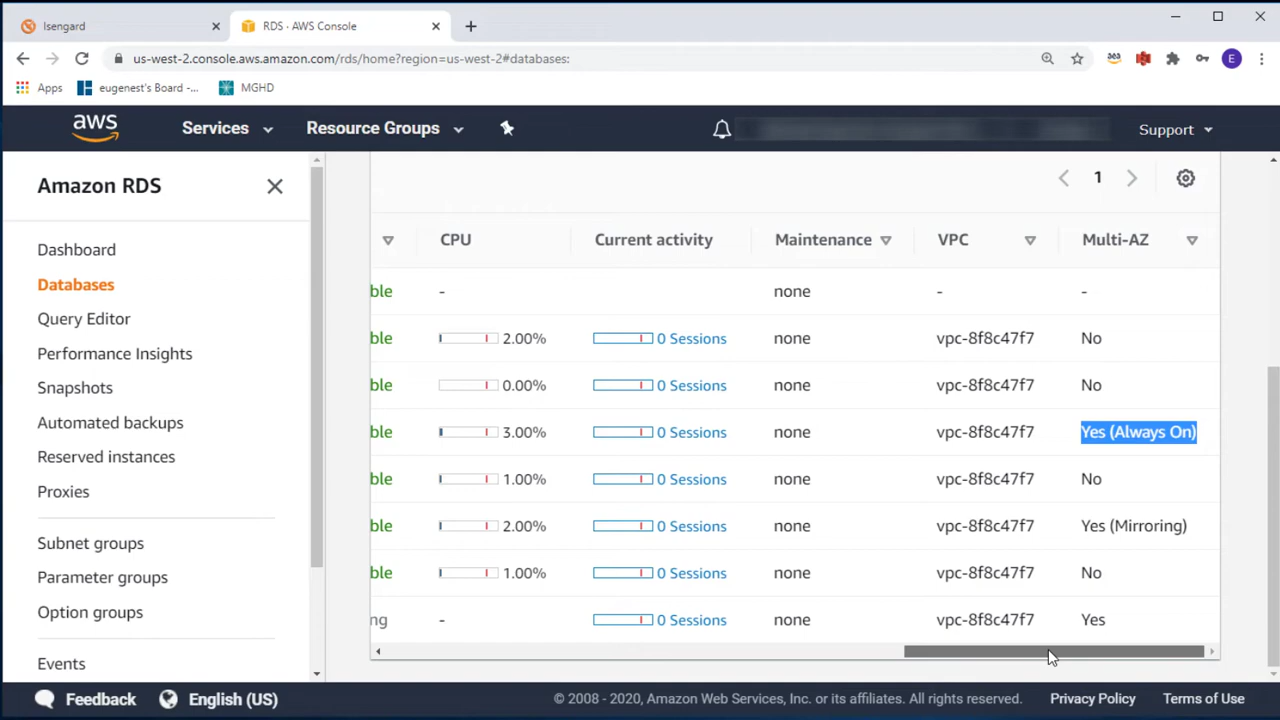 Isengard
RDS · AWS Console
us-west-2.console.aws.amazon.com/rds/home?region=us-west-2#databases:
E
Apps
eugenest's Board -...
MGHD
aws
Services
Resource Groups
Support
Amazon RDS
Dashboard
Databases
Query Editor
Performance Insights
Snapshots
Automated backups
Reserved instances
Proxies
Subnet groups
Parameter groups
Option groups
Events
1
CPU Current activity Maintenance VPC Multi-AZ
ble - none - -
ble 2.00% 0 Sessions none vpc-8f8c47f7 No
ble 0.00% 0 Sessions none vpc-8f8c47f7 No
ble 3.00% 0 Sessions none vpc-8f8c47f7 Yes (Always On)
ble 1.00% 0 Sessions none vpc-8f8c47f7 No
ble 2.00% 0 Sessions none vpc-8f8c47f7 Yes (Mirroring)
ble 1.00% 0 Sessions none vpc-8f8c47f7 No
ng - 0 Sessions none vpc-8f8c47f7 Yes
Feedback
English (US)
© 2008 - 2020, Amazon Web Services, Inc. or its affiliates. All rights reserved.
Privacy Policy
Terms of Use